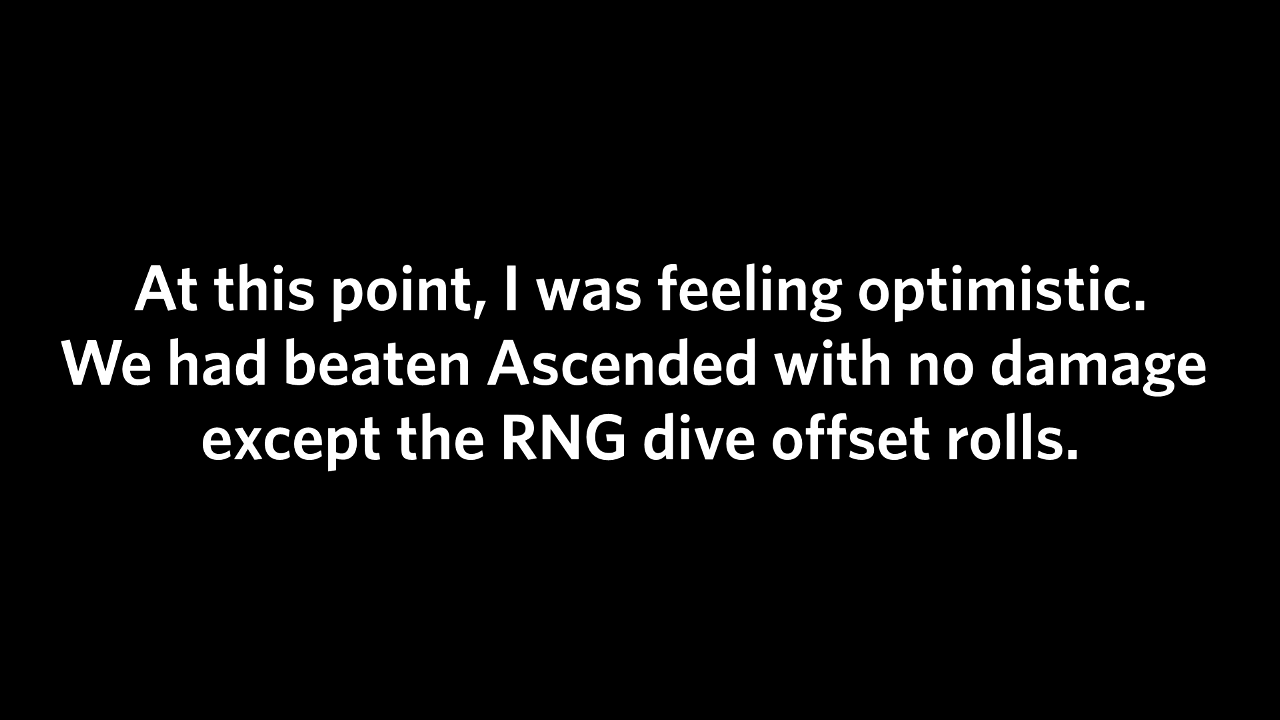 At this point, I was feeling optimistic.
We had beaten Ascended with no damage
except the RNG dive offset rolls.